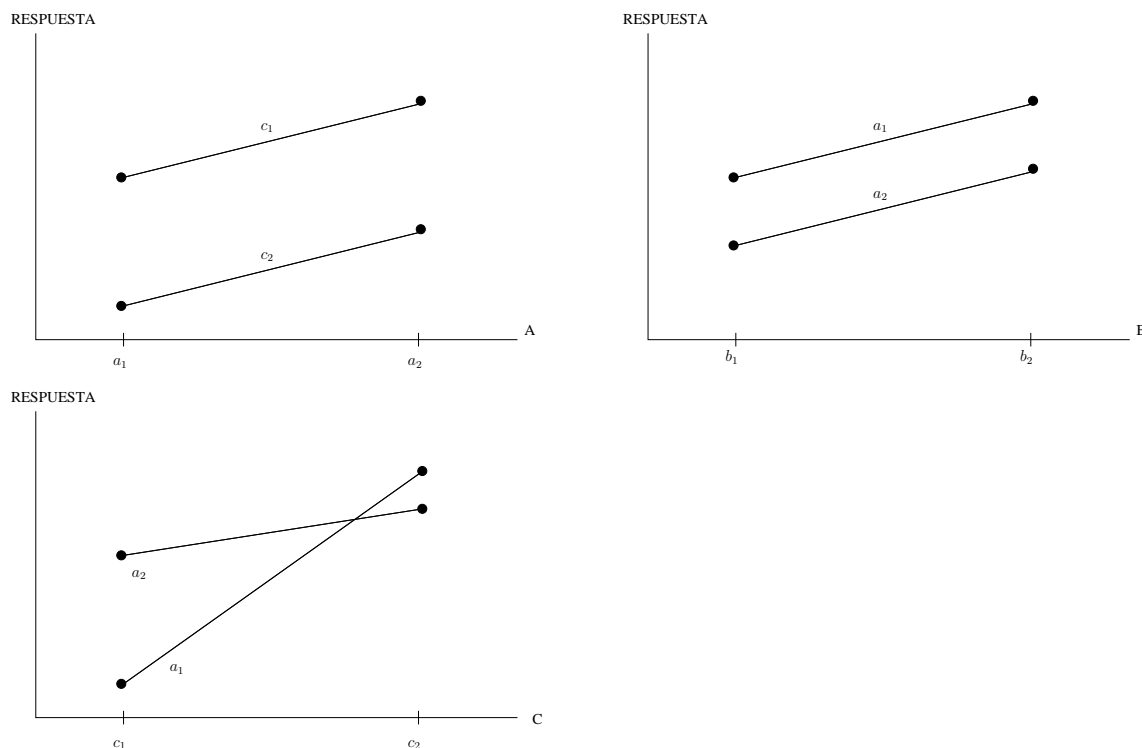 RESPUESTA
c₁
c₂
A
a₁
a₂
RESPUESTA
a₁
a₂
B
b₁
b₂
RESPUESTA
a₂
a₁
C
c₁
c₂